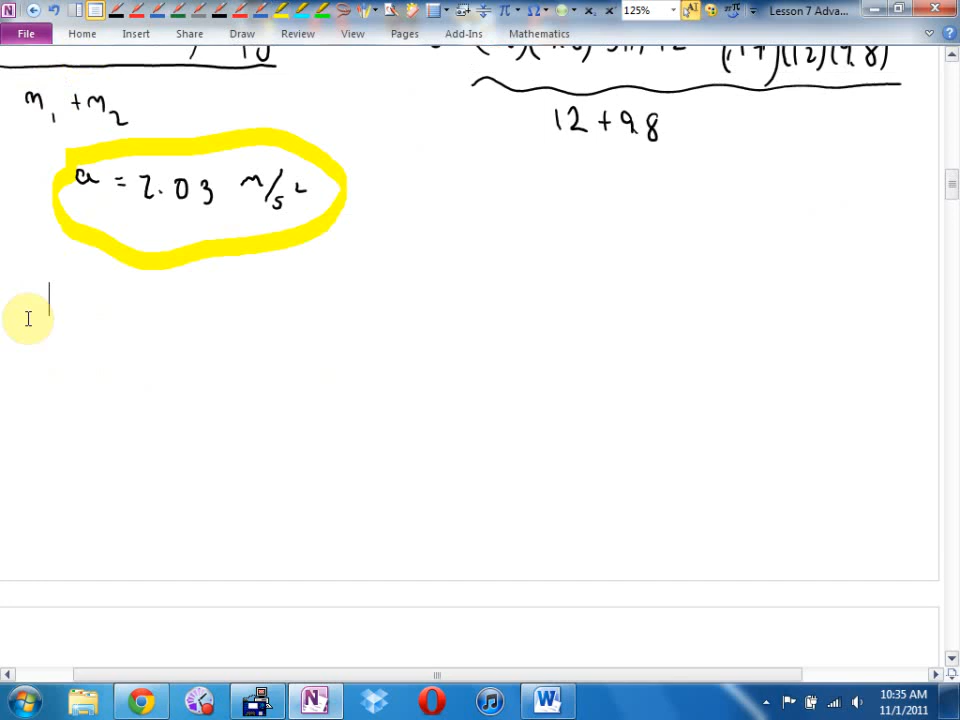 125%
Lesson 7 Adva...
File Home Insert Share Draw Review View Pages Add-Ins Mathematics
(.17)(12)(9.8)
m₁ + m₂
12 + 9.8
a = 2.03 m/s²
10:35 AM
11/1/2011